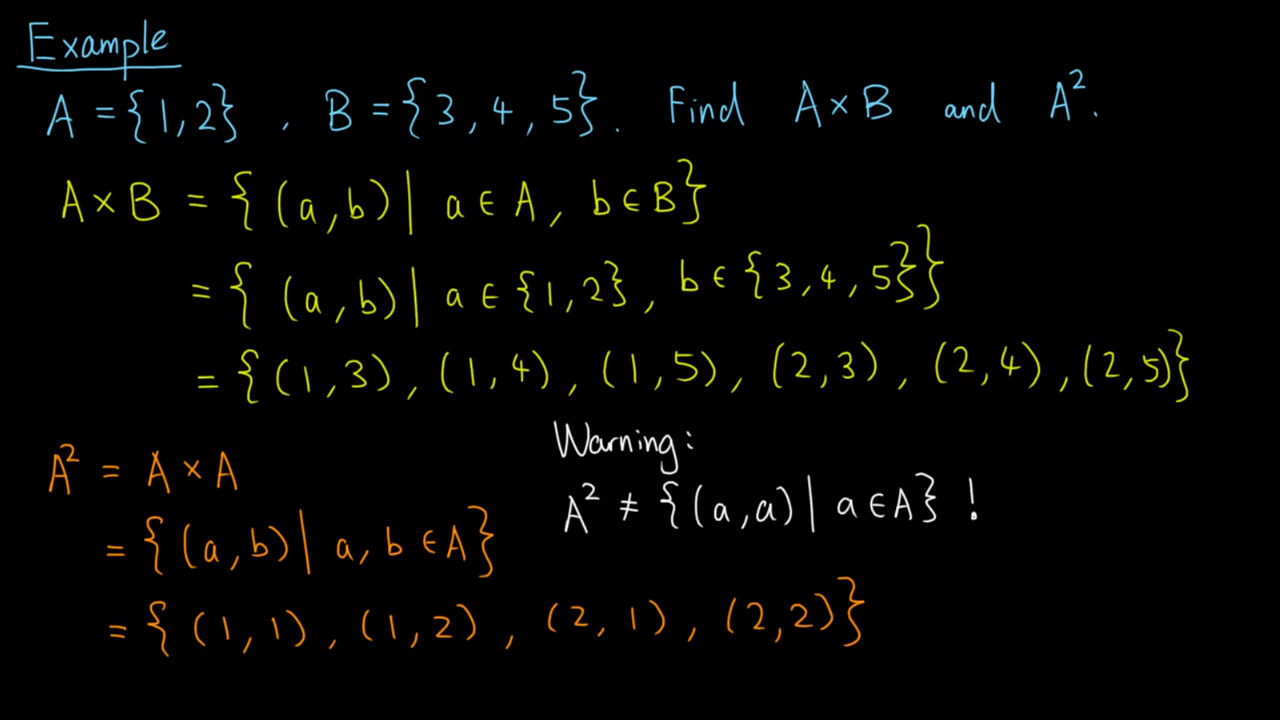 Example
A = {1,2} , B = {3, 4, 5}. Find A×B and A².
A×B = {(a,b)| a∈A, b∈B}
= {(a,b)| a∈{1,2}, b∈{3,4,5}}
= {(1,3), (1,4), (1,5), (2,3), (2,4), (2,5)}
A² = A×A
= {(a,b)| a,b∈A}
= {(1,1), (1,2), (2,1), (2,2)}
Warning:
A² ≠ {(a,a)| a∈A} !